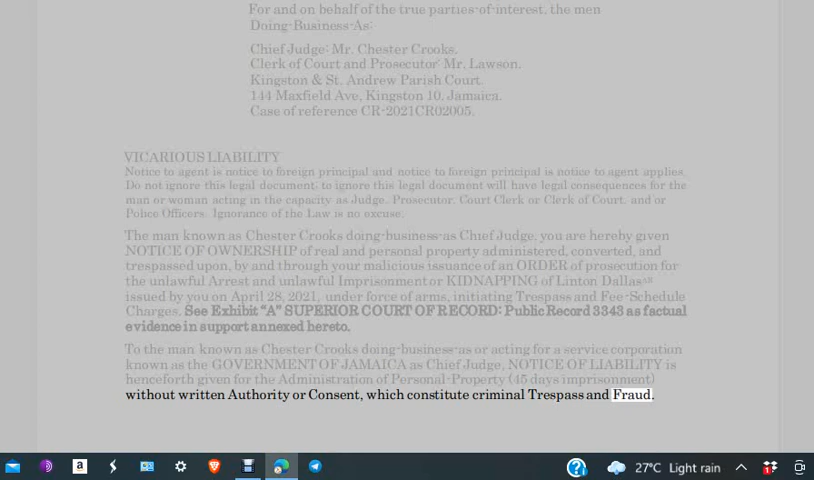 For and on behalf of the true parties-of-interest, the men
Doing-Business-As:
Chief Judge: Mr. Chester Crooks.
Clerk of Court and Prosecutor: Mr. Lawson.
Kingston & St. Andrew Parish Court.
144 Maxfield Ave, Kingston 10, Jamaica.
Case of reference CR-2021CR02005.
VICARIOUS LIABILITY
Notice to agent is notice to foreign principal and notice to foreign principal is notice to agent applies.
Do not ignore this legal document; to ignore this legal document will have legal consequences for the
man or woman acting in the capacity as Judge, Prosecutor, Court Clerk or Clerk of Court, and/or
Police Officers. Ignorance of the Law is no excuse.
The man known as Chester Crooks doing-business-as Chief Judge, you are hereby given
NOTICE OF OWNERSHIP of real and personal property administered, converted, and
trespassed upon, by and through your malicious issuance of an ORDER of prosecution for
the unlawful Arrest and unlawful Imprisonment or KIDNAPPING of Linton Dallas
issued by you on April 28, 2021, under force of arms, initiating Trespass and Fee-Schedule
Charges. See Exhibit “A” SUPERIOR COURT OF RECORD: Public Record 3343 as factual
evidence in support annexed hereto.
To the man known as Chester Crooks doing-business-as or acting for a service corporation
known as the GOVERNMENT OF JAMAICA as Chief Judge, NOTICE OF LIABILITY is
henceforth given for the Administration of Personal-Property (45 days imprisonment)
without written Authority or Consent, which constitute criminal Trespass and Fraud.
27°C Light rain